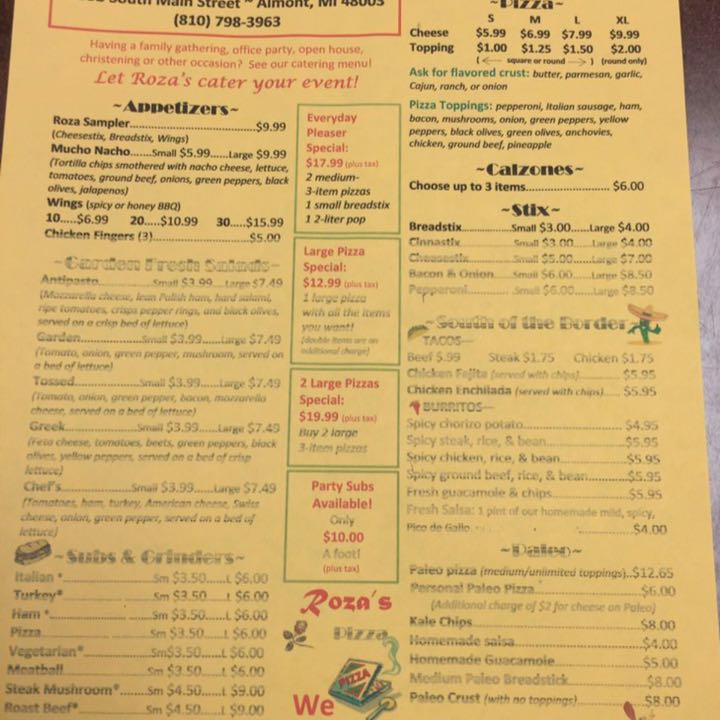 South Main Street ~ Almont, MI 48003
(810) 798-3963
Having a family gathering, office party, open house,
christening or other occasion? See our catering menu!
Let Roza's cater your event!
~Appetizers~
Roza Sampler...............................$9.99
(Cheesestix, Breadstix, Wings)
Mucho Nacho.......Small $5.99......Large $9.99
(Tortilla chips smothered with nacho cheese, lettuce,
tomatoes, ground beef, onions, green peppers, black
olives, jalapenos)
Wings (spicy or honey BBQ)
10.....$6.99 20.....$10.99 30.....$15.99
Chicken Fingers (3)........................$5.00
~Garden Fresh Salads~
Antipasto..............Small $3.99...Large $7.49
(Mozzarella cheese, lean Polish ham, hard salami,
ripe tomatoes, crisps pepper rings, and black olives,
served on a crisp bed of lettuce)
Garden..................Small $3.99......Large $7.49
(Tomato, onion, green pepper, mushroom, served on
a bed of lettuce)
Tossed..................Small $3.99......Large $7.49
(Tomato, onion, green pepper, bacon, mozzarella
cheese, served on a bed of lettuce)
Greek...................Small $3.99......Large $7.49
(Feta cheese, tomatoes, beets, green peppers, black
olives, yellow peppers, served on a bed of crisp
lettuce)
Chef's...................Small $3.99......Large $7.49
(Tomatoes, ham, turkey, American cheese, Swiss
cheese, onion, green pepper, served on a bed of
lettuce)
~Subs & Grinders~
Italian *..................Sm $3.50.....L $6.00
Turkey*..................Sm $3.50.....L $6.00
Ham *....................Sm $3.50.....L $6.00
Pizza.....................Sm $3.50.....L $6.00
Vegetarian*............Sm$3.50.....L $6.00
Meatball................Sm $3.50.....L $6.00
Steak Mushroom*.......Sm $4.50.....L $9.00
Roast Beef*.............Sm $4.50.....L $9.00
Everyday
Pleaser
Special:
$17.99 (plus tax)
2 medium-
3-item pizzas
1 small breadstix
1 2-liter pop
Large Pizza
Special:
$12.99 (plus tax)
1 large pizza
with all the items
you want!
(double items are an
additional charge)
2 Large Pizzas
Special:
$19.99 (plus tax)
Buy 2 large
3-item pizzas
Party Subs
Available!
Only
$10.00
A foot!
(plus tax)
Roza's
Pizza
PIZZA
We
~Pizza~
S M L XL
Cheese $5.99 $6.99 $7.99 $9.99
Topping $1.00 $1.25 $1.50 $2.00
(<---- square or round ----> ) (round only)
Ask for flavored crust: butter, parmesan, garlic,
Cajun, ranch, or onion
Pizza Toppings: pepperoni, Italian sausage, ham,
bacon, mushrooms, onion, green peppers, yellow
peppers, black olives, green olives, anchovies,
chicken, ground beef, pineapple
~Calzones~
Choose up to 3 items......................... $6.00
~Stix~
Breadstix.............Small $3.00......Large $4.00
Cinnastix.............Small $3.00......Large $4.00
Cheesestix...........Small $5.00......Large $7.00
Bacon & Onion....Small $6.00......Large $8.50
Pepperoni............Small $6.00......Large $8.50
~South of the Border~
TACOS—
Beef $.99 Steak $1.75 Chicken $1.75
Chicken Fajita (served with chips)............ $5.95
Chicken Enchilada (served with chips)..... $5.95
BURRITOS—
Spicy chorizo potato.......................$4.95
Spicy steak, rice, & bean..................$5.95
Spicy chicken, rice, & bean...............$5.95
Spicy ground beef, rice, & bean..........$5.95
Fresh guacamole & chips...................$5.95
Fresh Salsa: 1 pint of our homemade mild, spicy,
Pico de Gallo.................................$4.00
~Paleo~
Paleo pizza (medium/unlimited toppings)..$12.65
Personal Paleo Pizza......................$6.00
(Additional charge of $2 for cheese on Paleo)
Kale Chips....................................$8.00
Homemade salsa..........................$4.00
Homemade Guacamole..................$5.00
Medium Paleo Breadstick................$8.00
Paleo Crust (with no toppings)...........$8.00